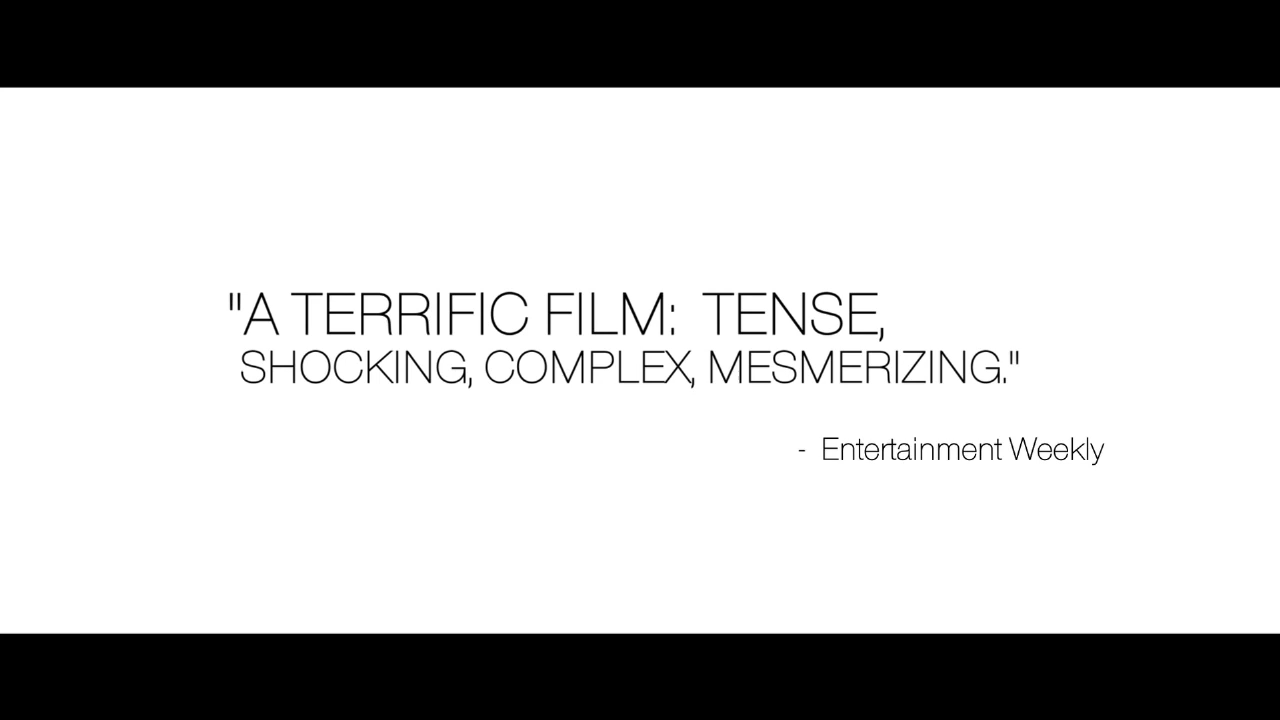 "A TERRIFIC FILM:  TENSE,
SHOCKING, COMPLEX, MESMERIZING."
-  Entertainment Weekly